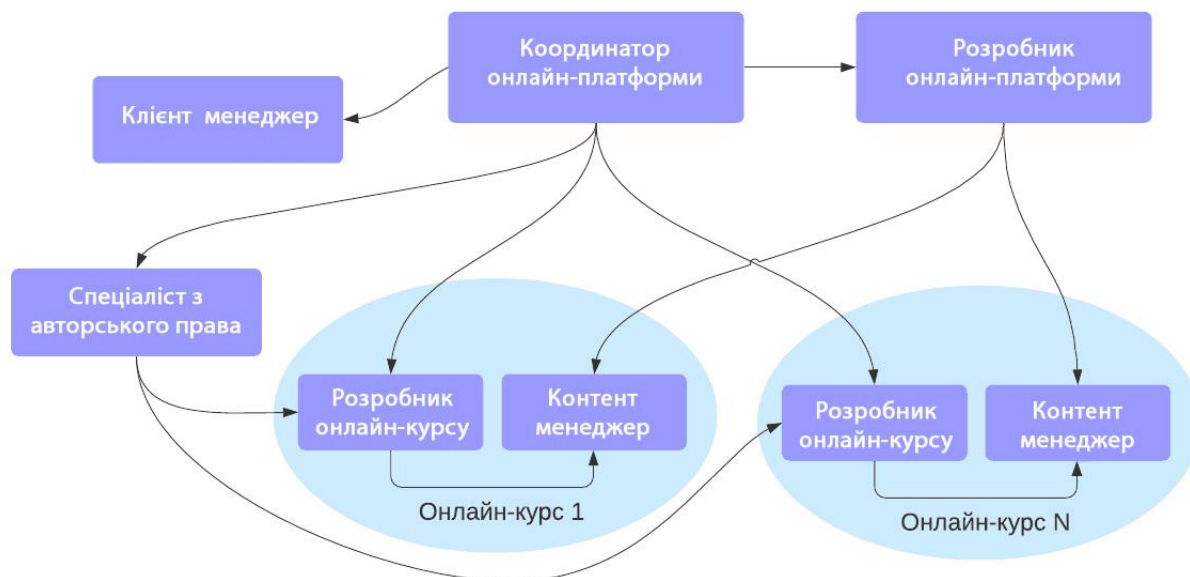 Координатор
онлайн-платформи
Розробник
онлайн-платформи
Клієнт менеджер
Спеціаліст з
авторського права
Розробник
онлайн-курсу
Контент
менеджер
Розробник
онлайн-курсу
Контент
менеджер
Онлайн-курс 1
Онлайн-курс N